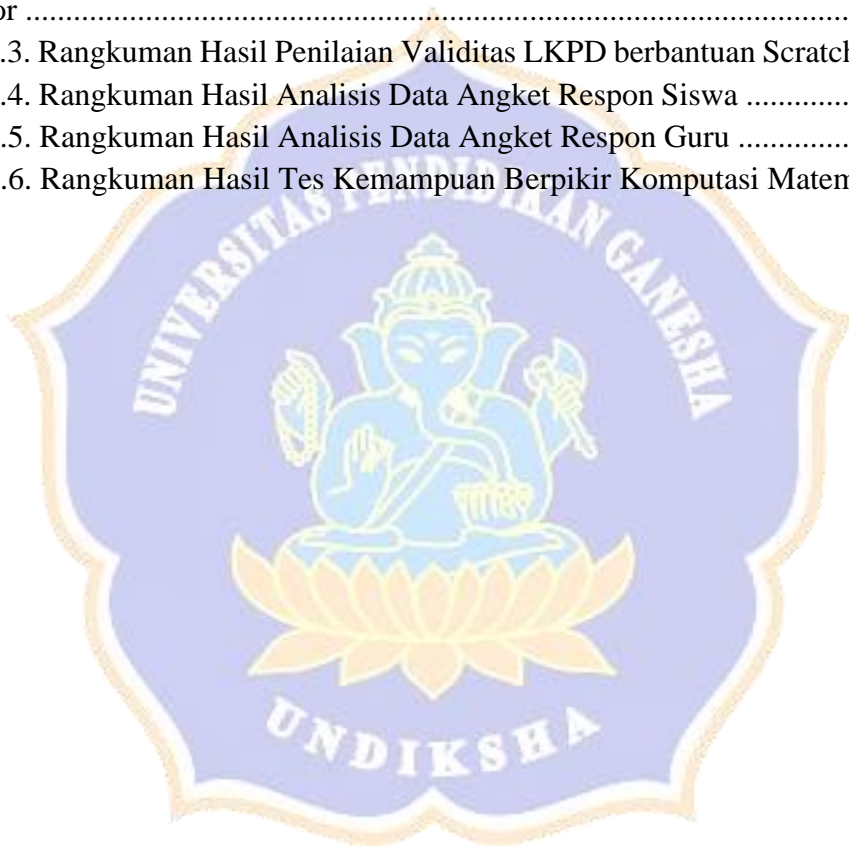 or ....................................................................................................
.3. Rangkuman Hasil Penilaian Validitas LKPD berbantuan Scratch
.4. Rangkuman Hasil Analisis Data Angket Respon Siswa .............
.5. Rangkuman Hasil Analisis Data Angket Respon Guru ..............
.6. Rangkuman Hasil Tes Kemampuan Berpikir Komputasi Matem
UNIVERSITAS PENDIDIKAN GANESHA
UNDIKSHA